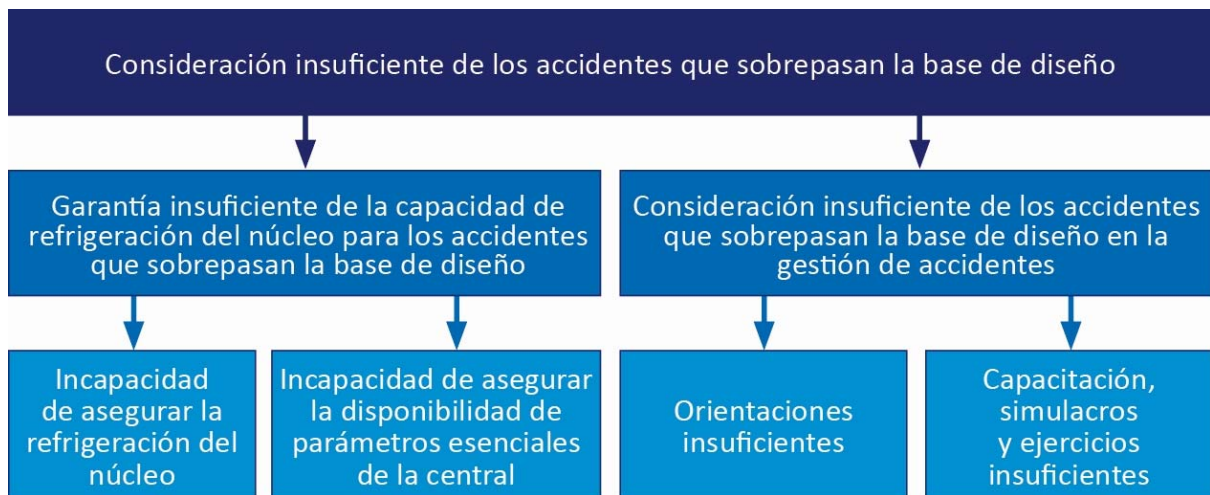 Consideración insuficiente de los accidentes que sobrepasan la base de diseño
Garantía insuficiente de la capacidad de
refrigeración del núcleo para los accidentes
que sobrepasan la base de diseño
Consideración insuficiente de los accidentes
que sobrepasan la base de diseño en la
gestión de accidentes
Incapacidad
de asegurar la
refrigeración del
núcleo
Incapacidad de asegurar
la disponibilidad de
parámetros esenciales
de la central
Orientaciones
insuficientes
Capacitación,
simulacros
y ejercicios
insuficientes